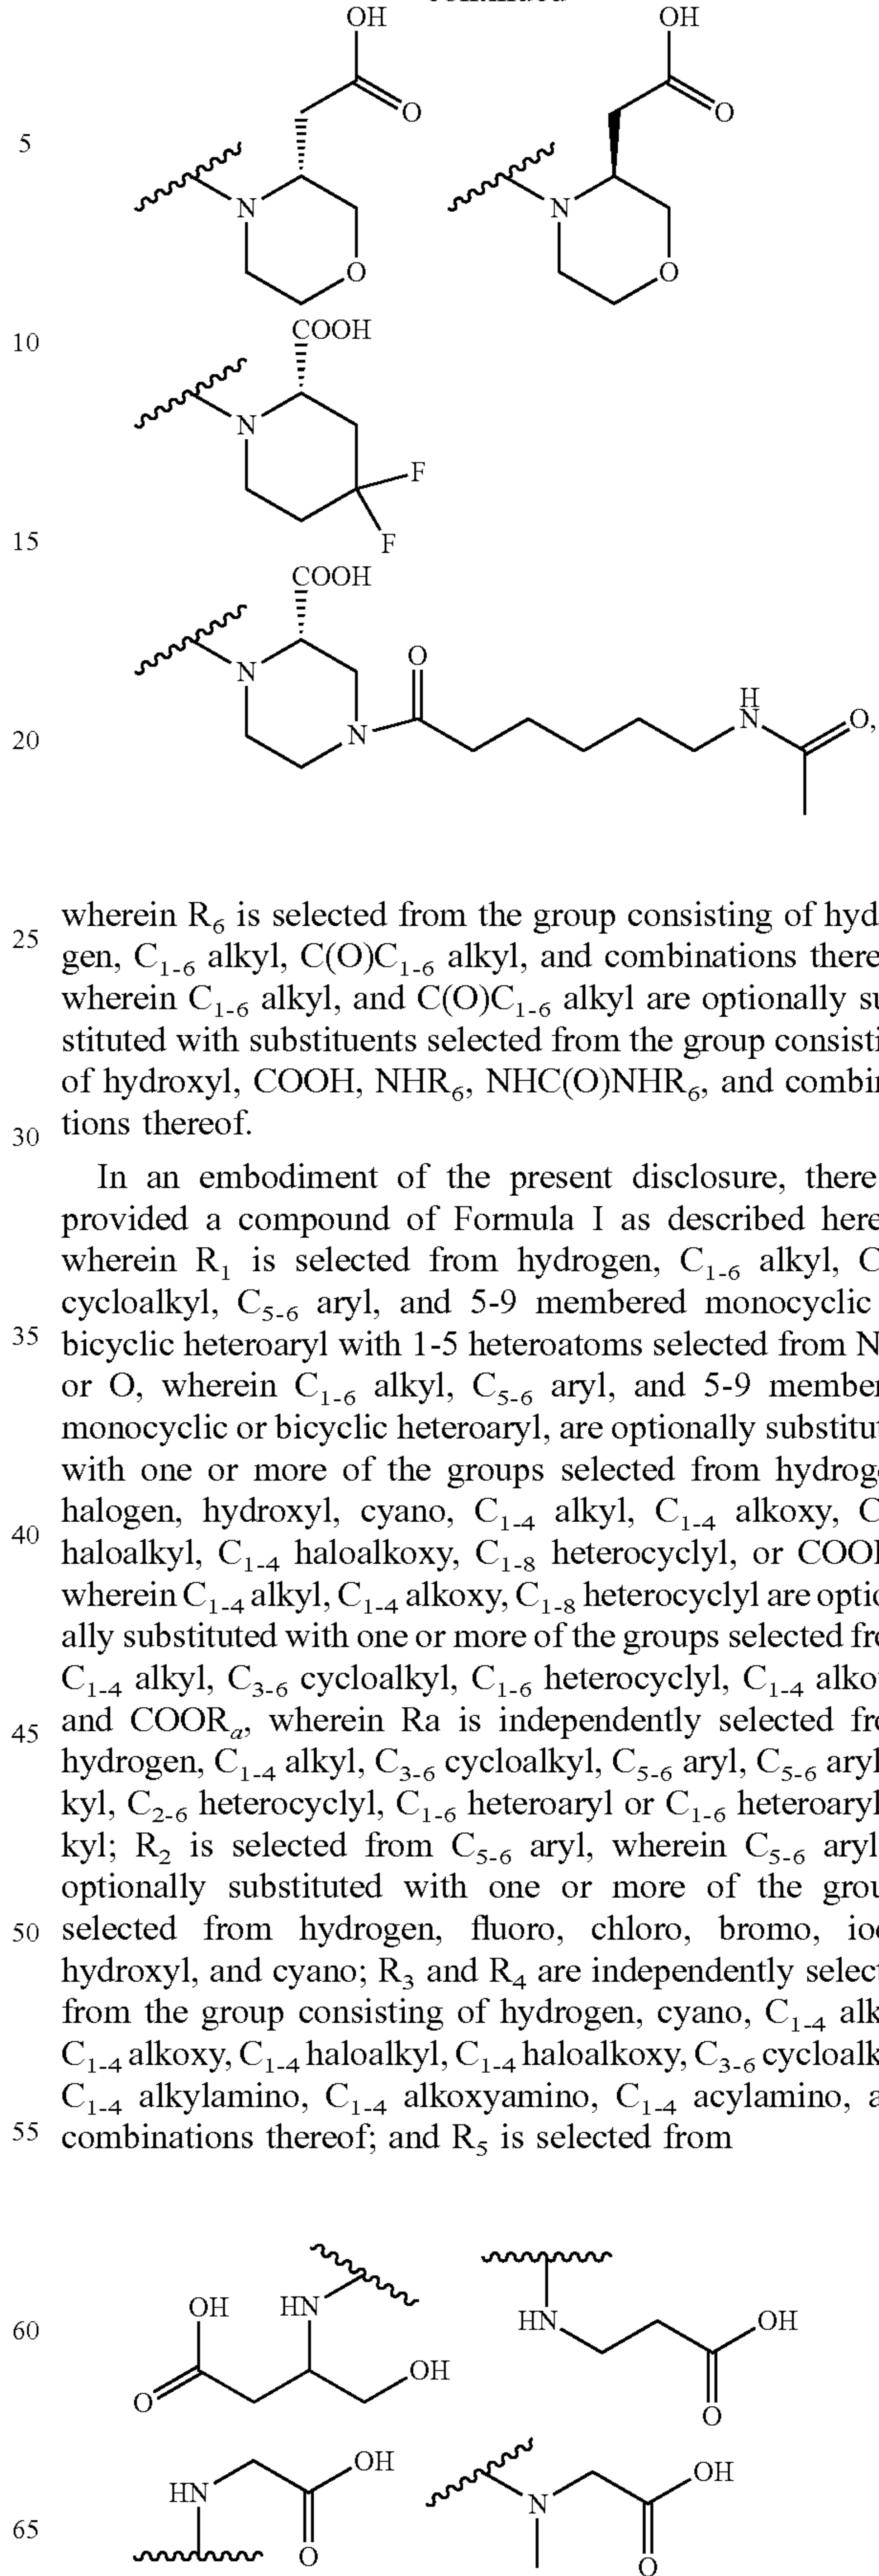 OH OH
O O
5
N N
O O
10 COOH
N
F
15 F
COOH
N O H
N O,
20 N
wherein R6 is selected from the group consisting of hyd
25 gen, C1-6 alkyl, C(O)C1-6 alkyl, and combinations there
wherein C1-6 alkyl, and C(O)C1-6 alkyl are optionally su
stituted with substituents selected from the group consisti
of hydroxyl, COOH, NHR6, NHC(O)NHR6, and combin
30 tions thereof.
In an embodiment of the present disclosure, there
provided a compound of Formula I as described here
wherein R1 is selected from hydrogen, C1-6 alkyl, C
cycloalkyl, C5-6 aryl, and 5-9 membered monocyclic
35 bicyclic heteroaryl with 1-5 heteroatoms selected from N
or O, wherein C1-6 alkyl, C5-6 aryl, and 5-9 member
monocyclic or bicyclic heteroaryl, are optionally substitut
with one or more of the groups selected from hydroge
halogen, hydroxyl, cyano, C1-4 alkyl, C1-4 alkoxy, C
40 haloalkyl, C1-4 haloalkoxy, C1-8 heterocyclyl, or COO
wherein C1-4 alkyl, C1-4 alkoxy, C1-8 heterocyclyl are optio
ally substituted with one or more of the groups selected fr
C1-4 alkyl, C3-6 cycloalkyl, C1-6 heterocyclyl, C1-4 alko
45 and COORa, wherein Ra is independently selected fr
hydrogen, C1-4 alkyl, C3-6 cycloalkyl, C5-6 aryl, C5-6 aryl
kyl, C2-6 heterocyclyl, C1-6 heteroaryl or C1-6 heteroaryl
kyl; R2 is selected from C5-6 aryl, wherein C5-6 aryl
optionally substituted with one or more of the grou
50 selected from hydrogen, fluoro, chloro, bromo, io
hydroxyl, and cyano; R3 and R4 are independently select
from the group consisting of hydrogen, cyano, C1-4 alk
C1-4 alkoxy, C1-4 haloalkyl, C1-4 haloalkoxy, C3-6 cycloalk
C1-4 alkylamino, C1-4 alkoxyamino, C1-4 acylamino, a
55 combinations thereof; and R5 is selected from
60 OH HN HN OH
OH
O O
HN OH OH
N
65 O O